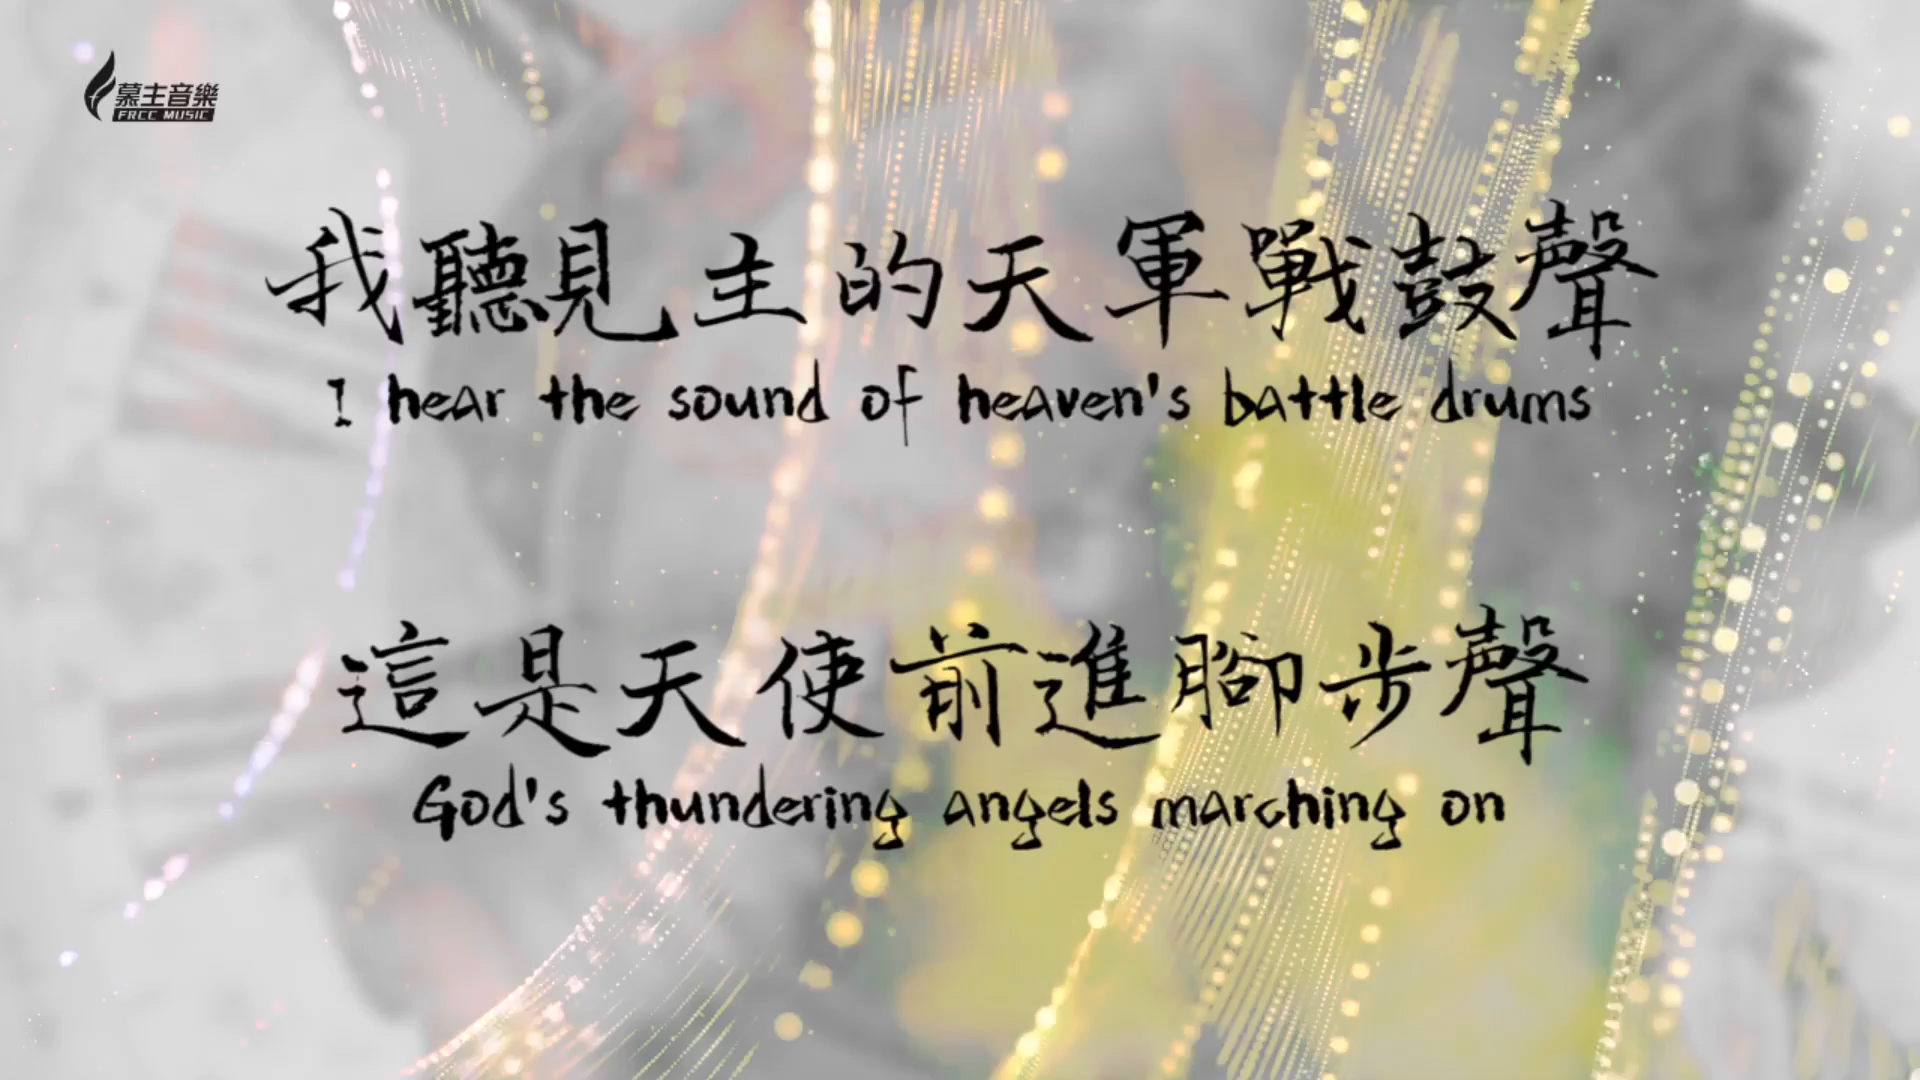 慕主音樂
FRCC MUSIC
我聽見主的天軍戰鼓聲
I hear the sound of heaven's battle drums
這是天使前進腳步聲
God's thundering angels marching on